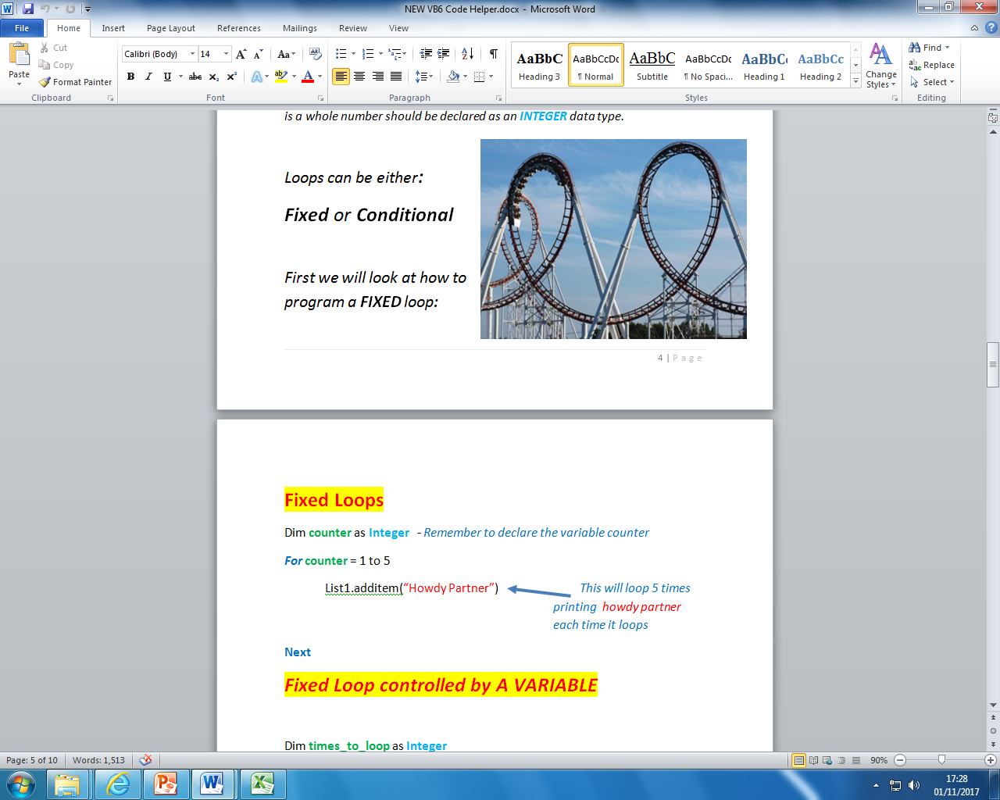 NEW VB6 Code Helper.docx - Microsoft Word
File Home Insert Page Layout References Mailings Review View
Paste
Cut
Copy
Format Painter
Clipboard
Calibri (Body) 14
Font
Paragraph
AaBbC AaBbCcDc AaBbC AaBbCcDc AaBbCc AaBbCc
Heading 3 ¶ Normal Subtitle ¶ No Spaci... Heading 1 Heading 2
Change Styles
Styles
Find
Replace
Select
Editing
is a whole number should be declared as an INTEGER data type.
Loops can be either:
Fixed or Conditional
First we will look at how to
program a FIXED loop:
4 | Page
Fixed Loops
Dim counter as Integer - Remember to declare the variable counter
For counter = 1 to 5
List1.additem(“Howdy Partner”) This will loop 5 times
printing howdy partner
each time it loops
Next
Fixed Loop controlled by A VARIABLE
Dim times_to_loop as Integer
Page: 5 of 10 Words: 1,513 90%
17:28
01/11/2017